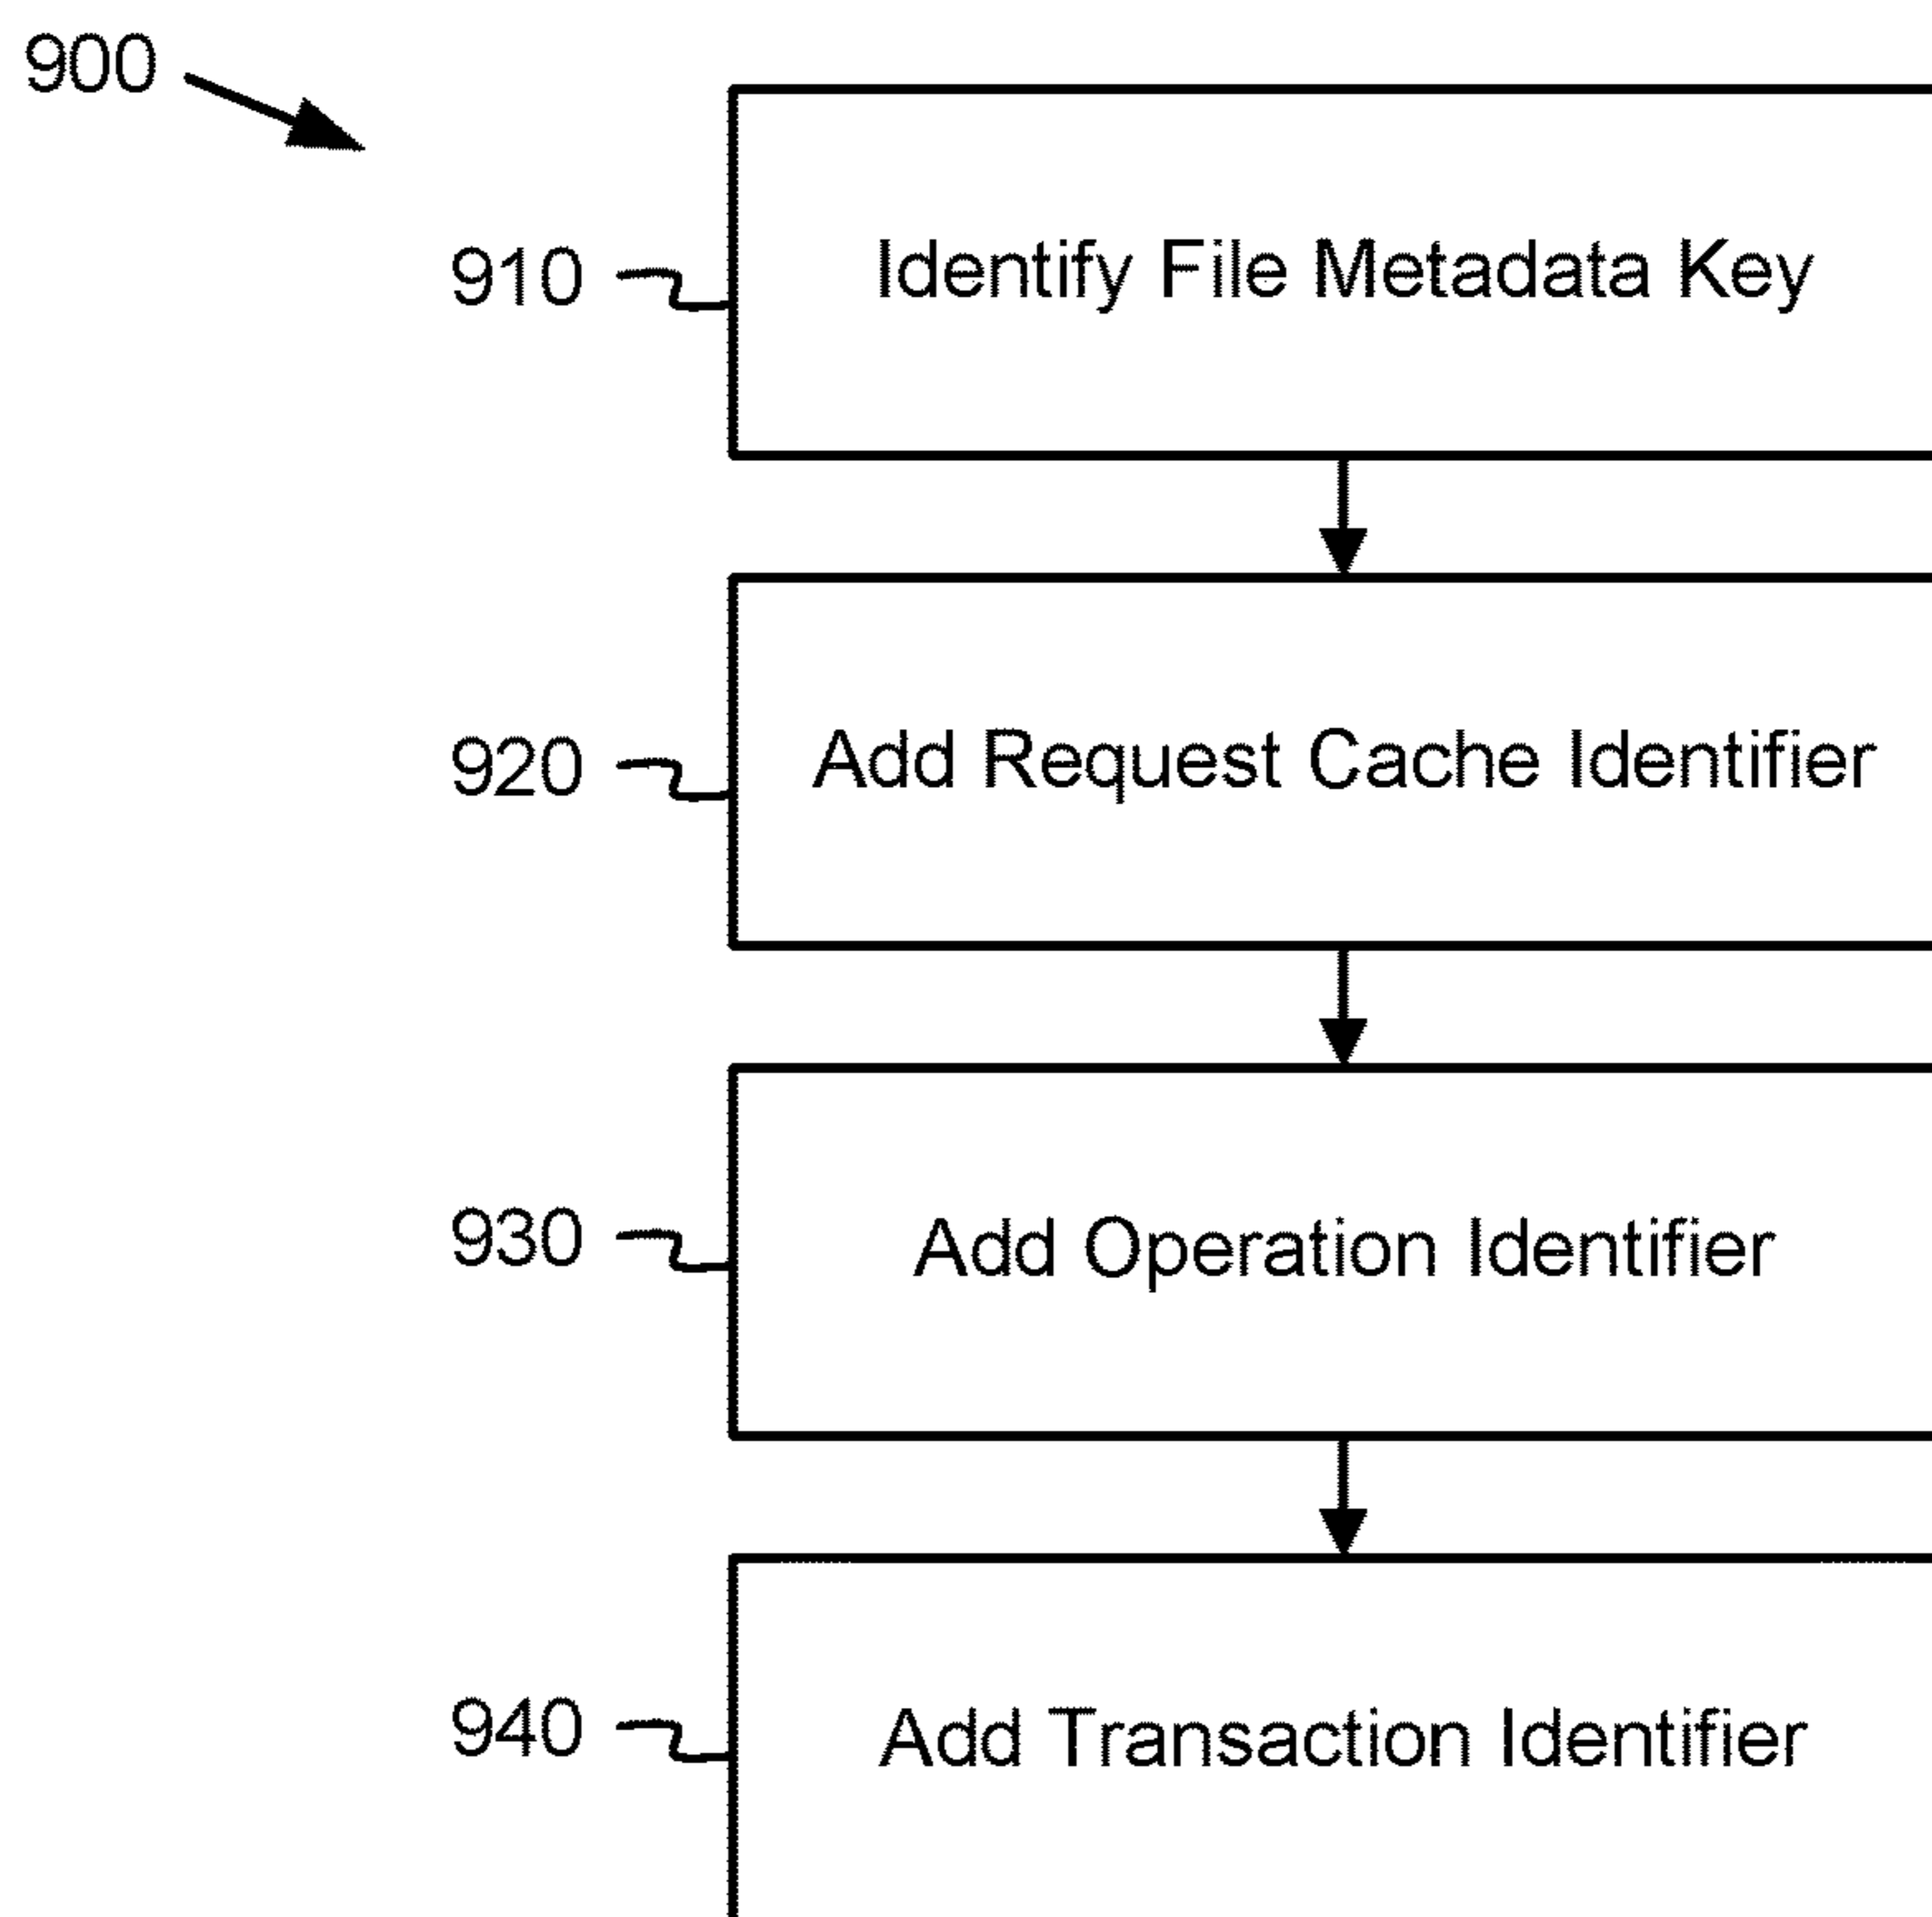 900
910 Identify File Metadata Key
920 Add Request Cache Identifier
930 Add Operation Identifier
940 Add Transaction Identifier